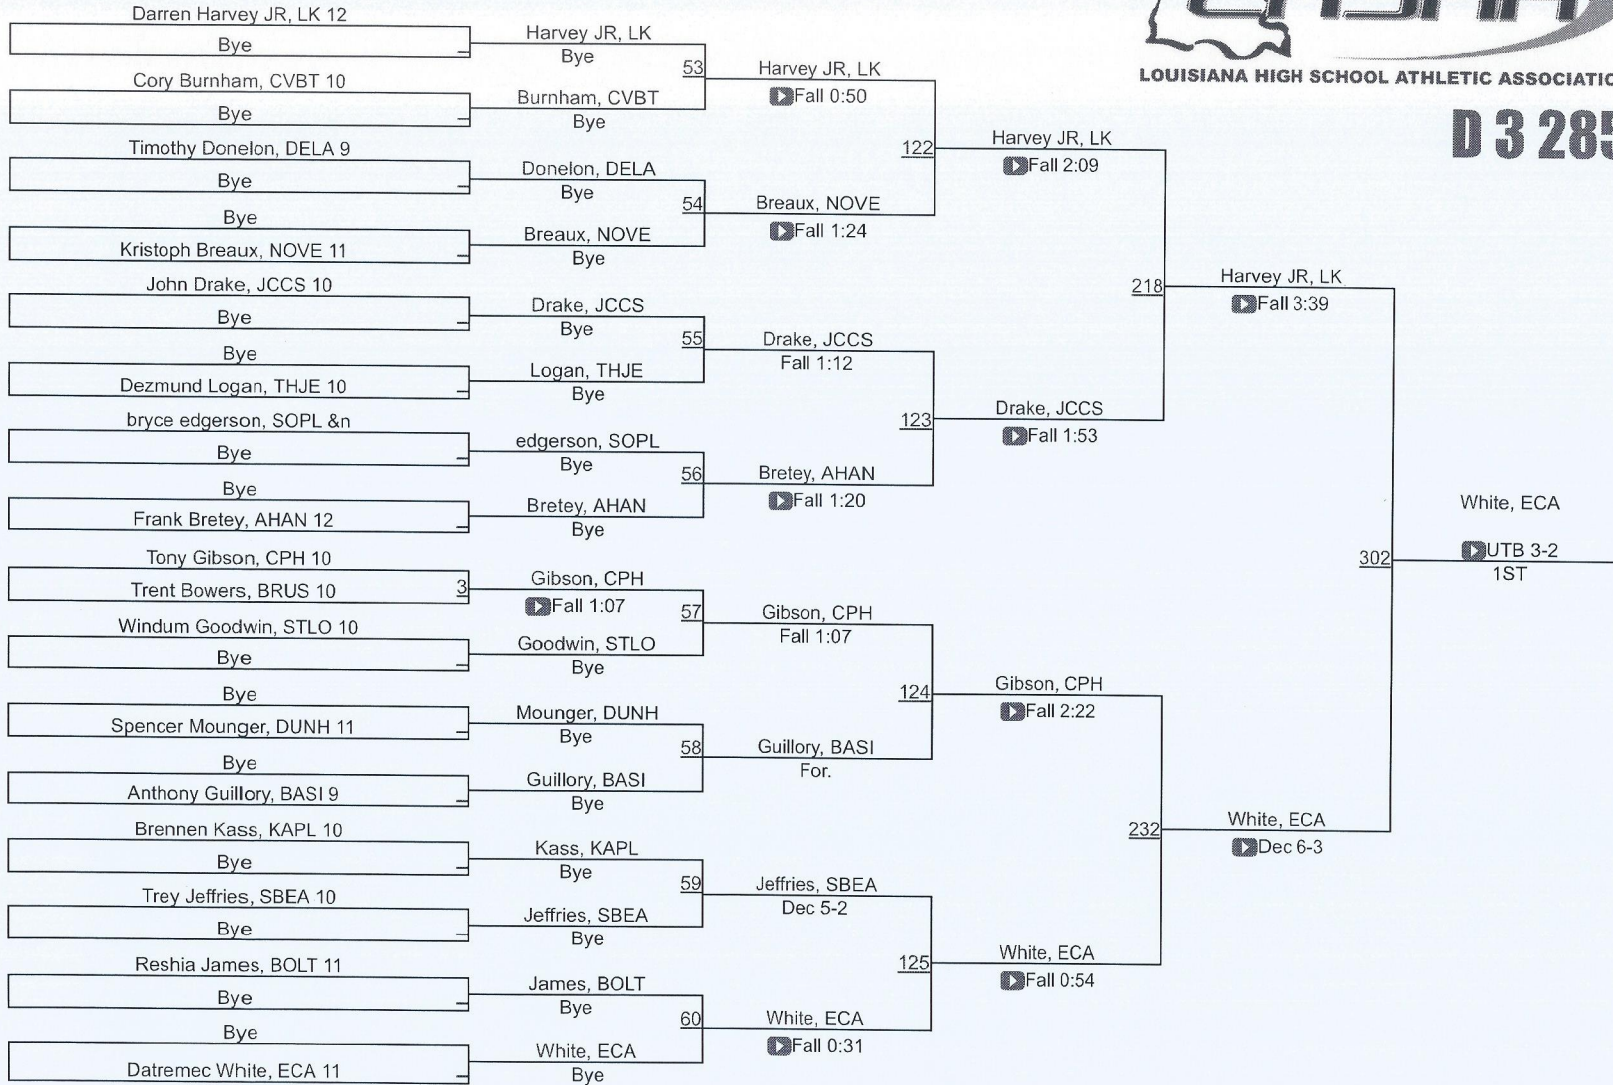 LHSAA
LOUISIANA HIGH SCHOOL ATHLETIC ASSOCIATIO
D 3 285
Darren Harvey JR, LK 12
Bye
Cory Burnham, CVBT 10
Bye
Timothy Donelon, DELA 9
Bye
Bye
Kristoph Breaux, NOVE 11
John Drake, JCCS 10
Bye
Bye
Dezmund Logan, THJE 10
bryce edgerson, SOPL &n
Bye
Bye
Frank Bretey, AHAN 12
Tony Gibson, CPH 10
Trent Bowers, BRUS 10
3
Windum Goodwin, STLO 10
Bye
Bye
Spencer Mounger, DUNH 11
Bye
Anthony Guillory, BASI 9
Brennen Kass, KAPL 10
Bye
Trey Jeffries, SBEA 10
Bye
Reshia James, BOLT 11
Bye
Bye
Datremec White, ECA 11
Harvey JR, LK
Bye
53
Burnham, CVBT
Bye
Donelon, DELA
Bye
54
Breaux, NOVE
Bye
Drake, JCCS
Bye
55
Logan, THJE
Bye
edgerson, SOPL
Bye
56
Bretey, AHAN
Bye
Gibson, CPH
Fall 1:07
57
Goodwin, STLO
Bye
Mounger, DUNH
Bye
58
Guillory, BASI
Bye
Kass, KAPL
Bye
59
Jeffries, SBEA
Bye
James, BOLT
Bye
60
White, ECA
Bye
Harvey JR, LK
Fall 0:50
122
Breaux, NOVE
Fall 1:24
Drake, JCCS
Fall 1:12
123
Bretey, AHAN
Fall 1:20
Gibson, CPH
Fall 1:07
124
Guillory, BASI
For.
Jeffries, SBEA
Dec 5-2
125
White, ECA
Fall 0:31
Harvey JR, LK
Fall 2:09
218
Drake, JCCS
Fall 1:53
Gibson, CPH
Fall 2:22
232
White, ECA
Fall 0:54
Harvey JR, LK
Fall 3:39
302
White, ECA
Dec 6-3
White, ECA
UTB 3-2
1ST